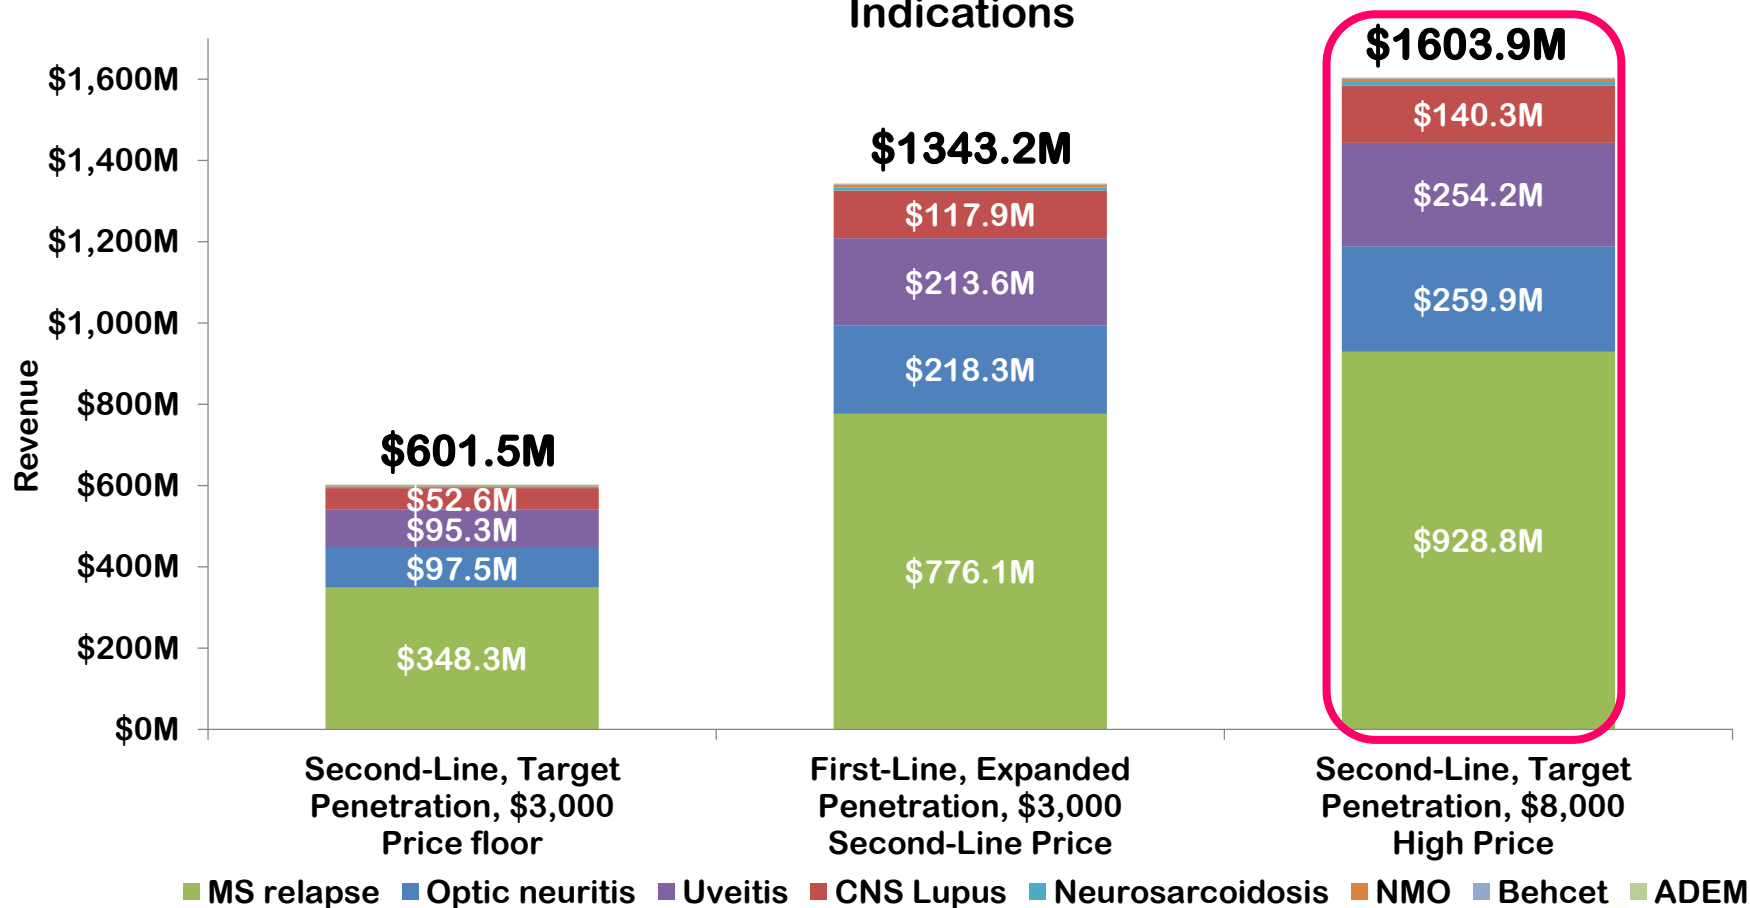 Indications
$1603.9M
$1,600M
$140.3M
$1343.2M
$1,400M
$254.2M
$117.9M
$1,200M
$213.6M
$259.9M
$1,000M
$218.3M
$800M
Revenue
$601.5M
$600M
$52.6M
$95.3M
$928.8M
$97.5M
$400M
$776.1M
$348.3M
$200M
$0M
Second-Line, Target
Penetration, $3,000
Price floor
First-Line, Expanded
Penetration, $3,000
Second-Line Price
Second-Line, Target
Penetration, $8,000
High Price
MS relapse Optic neuritis Uveitis CNS Lupus Neurosarcoidosis NMO Behcet ADEM